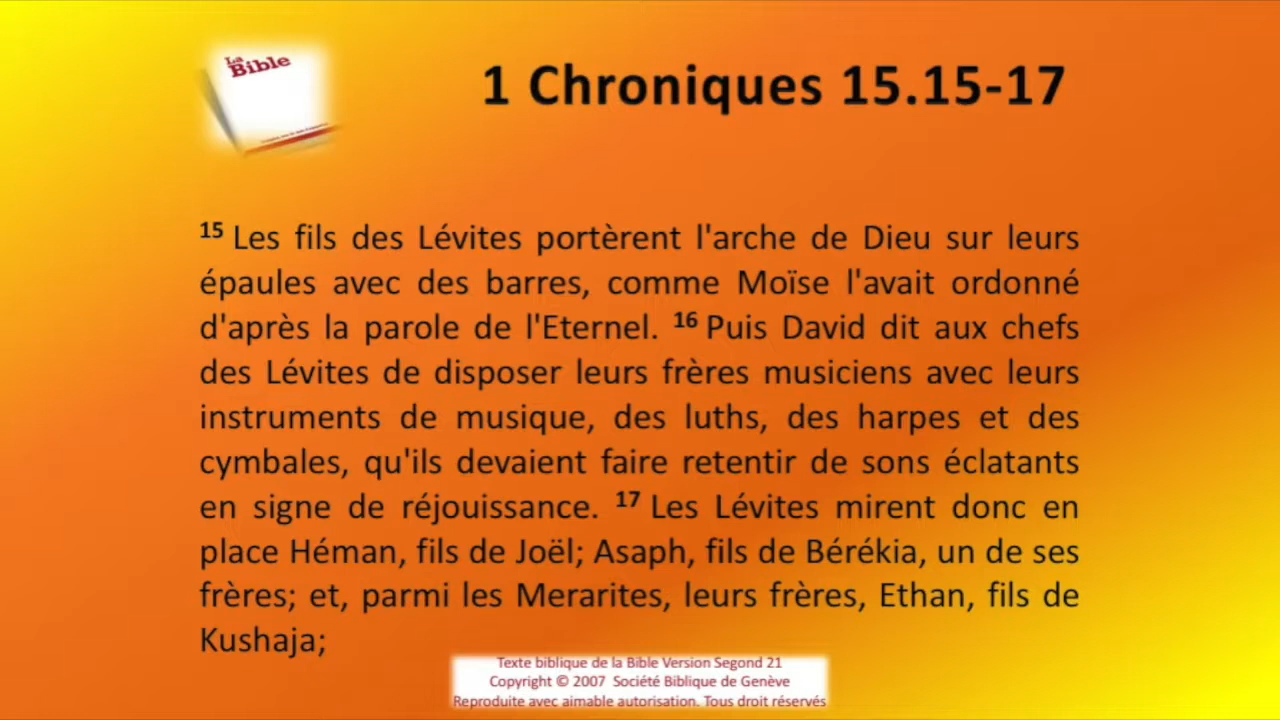 La
Bible
1 Chroniques 15.15-17
15 Les fils des Lévites portèrent l'arche de Dieu sur leurs
épaules avec des barres, comme Moïse l'avait ordonné
d'après la parole de l'Eternel. 16 Puis David dit aux chefs
des Lévites de disposer leurs frères musiciens avec leurs
instruments de musique, des luths, des harpes et des
cymbales, qu'ils devaient faire retentir de sons éclatants
en signe de réjouissance. 17 Les Lévites mirent donc en
place Héman, fils de Joël; Asaph, fils de Bérékia, un de ses
frères; et, parmi les Merarites, leurs frères, Ethan, fils de
Kushaja;
Texte biblique de la Bible Version Segond 21
Copyright © 2007 Société Biblique de Genève
Reproduite avec aimable autorisation. Tous droit réservés